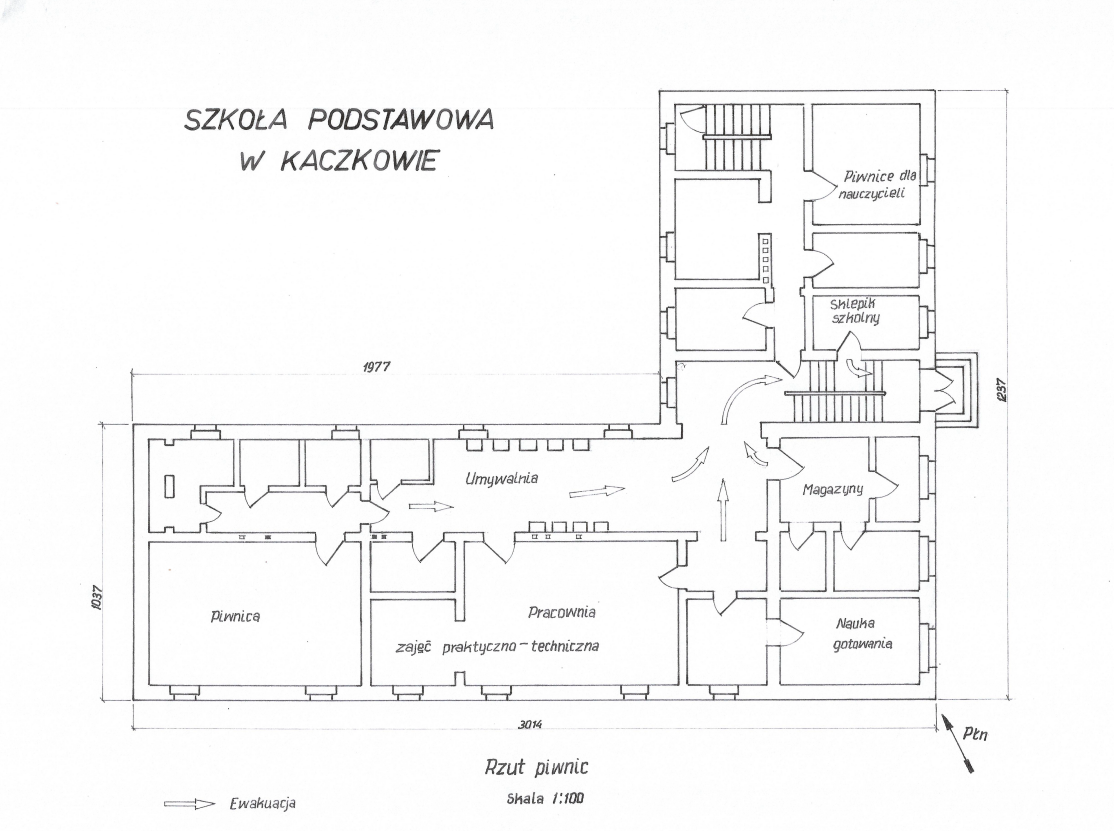 SZKOŁA PODSTAWOWA
W KACZKOWIE
Piwnice dla
nauczycieli
Sklepik
szkolny
1977
1237
Umywalnia
Magazyny
1037
Piwnica
Pracownia
zajęć praktyczno-techniczna
Nauka
gotowania
3014
Płn
Rzut piwnic
Skala 1:100
Ewakuacja